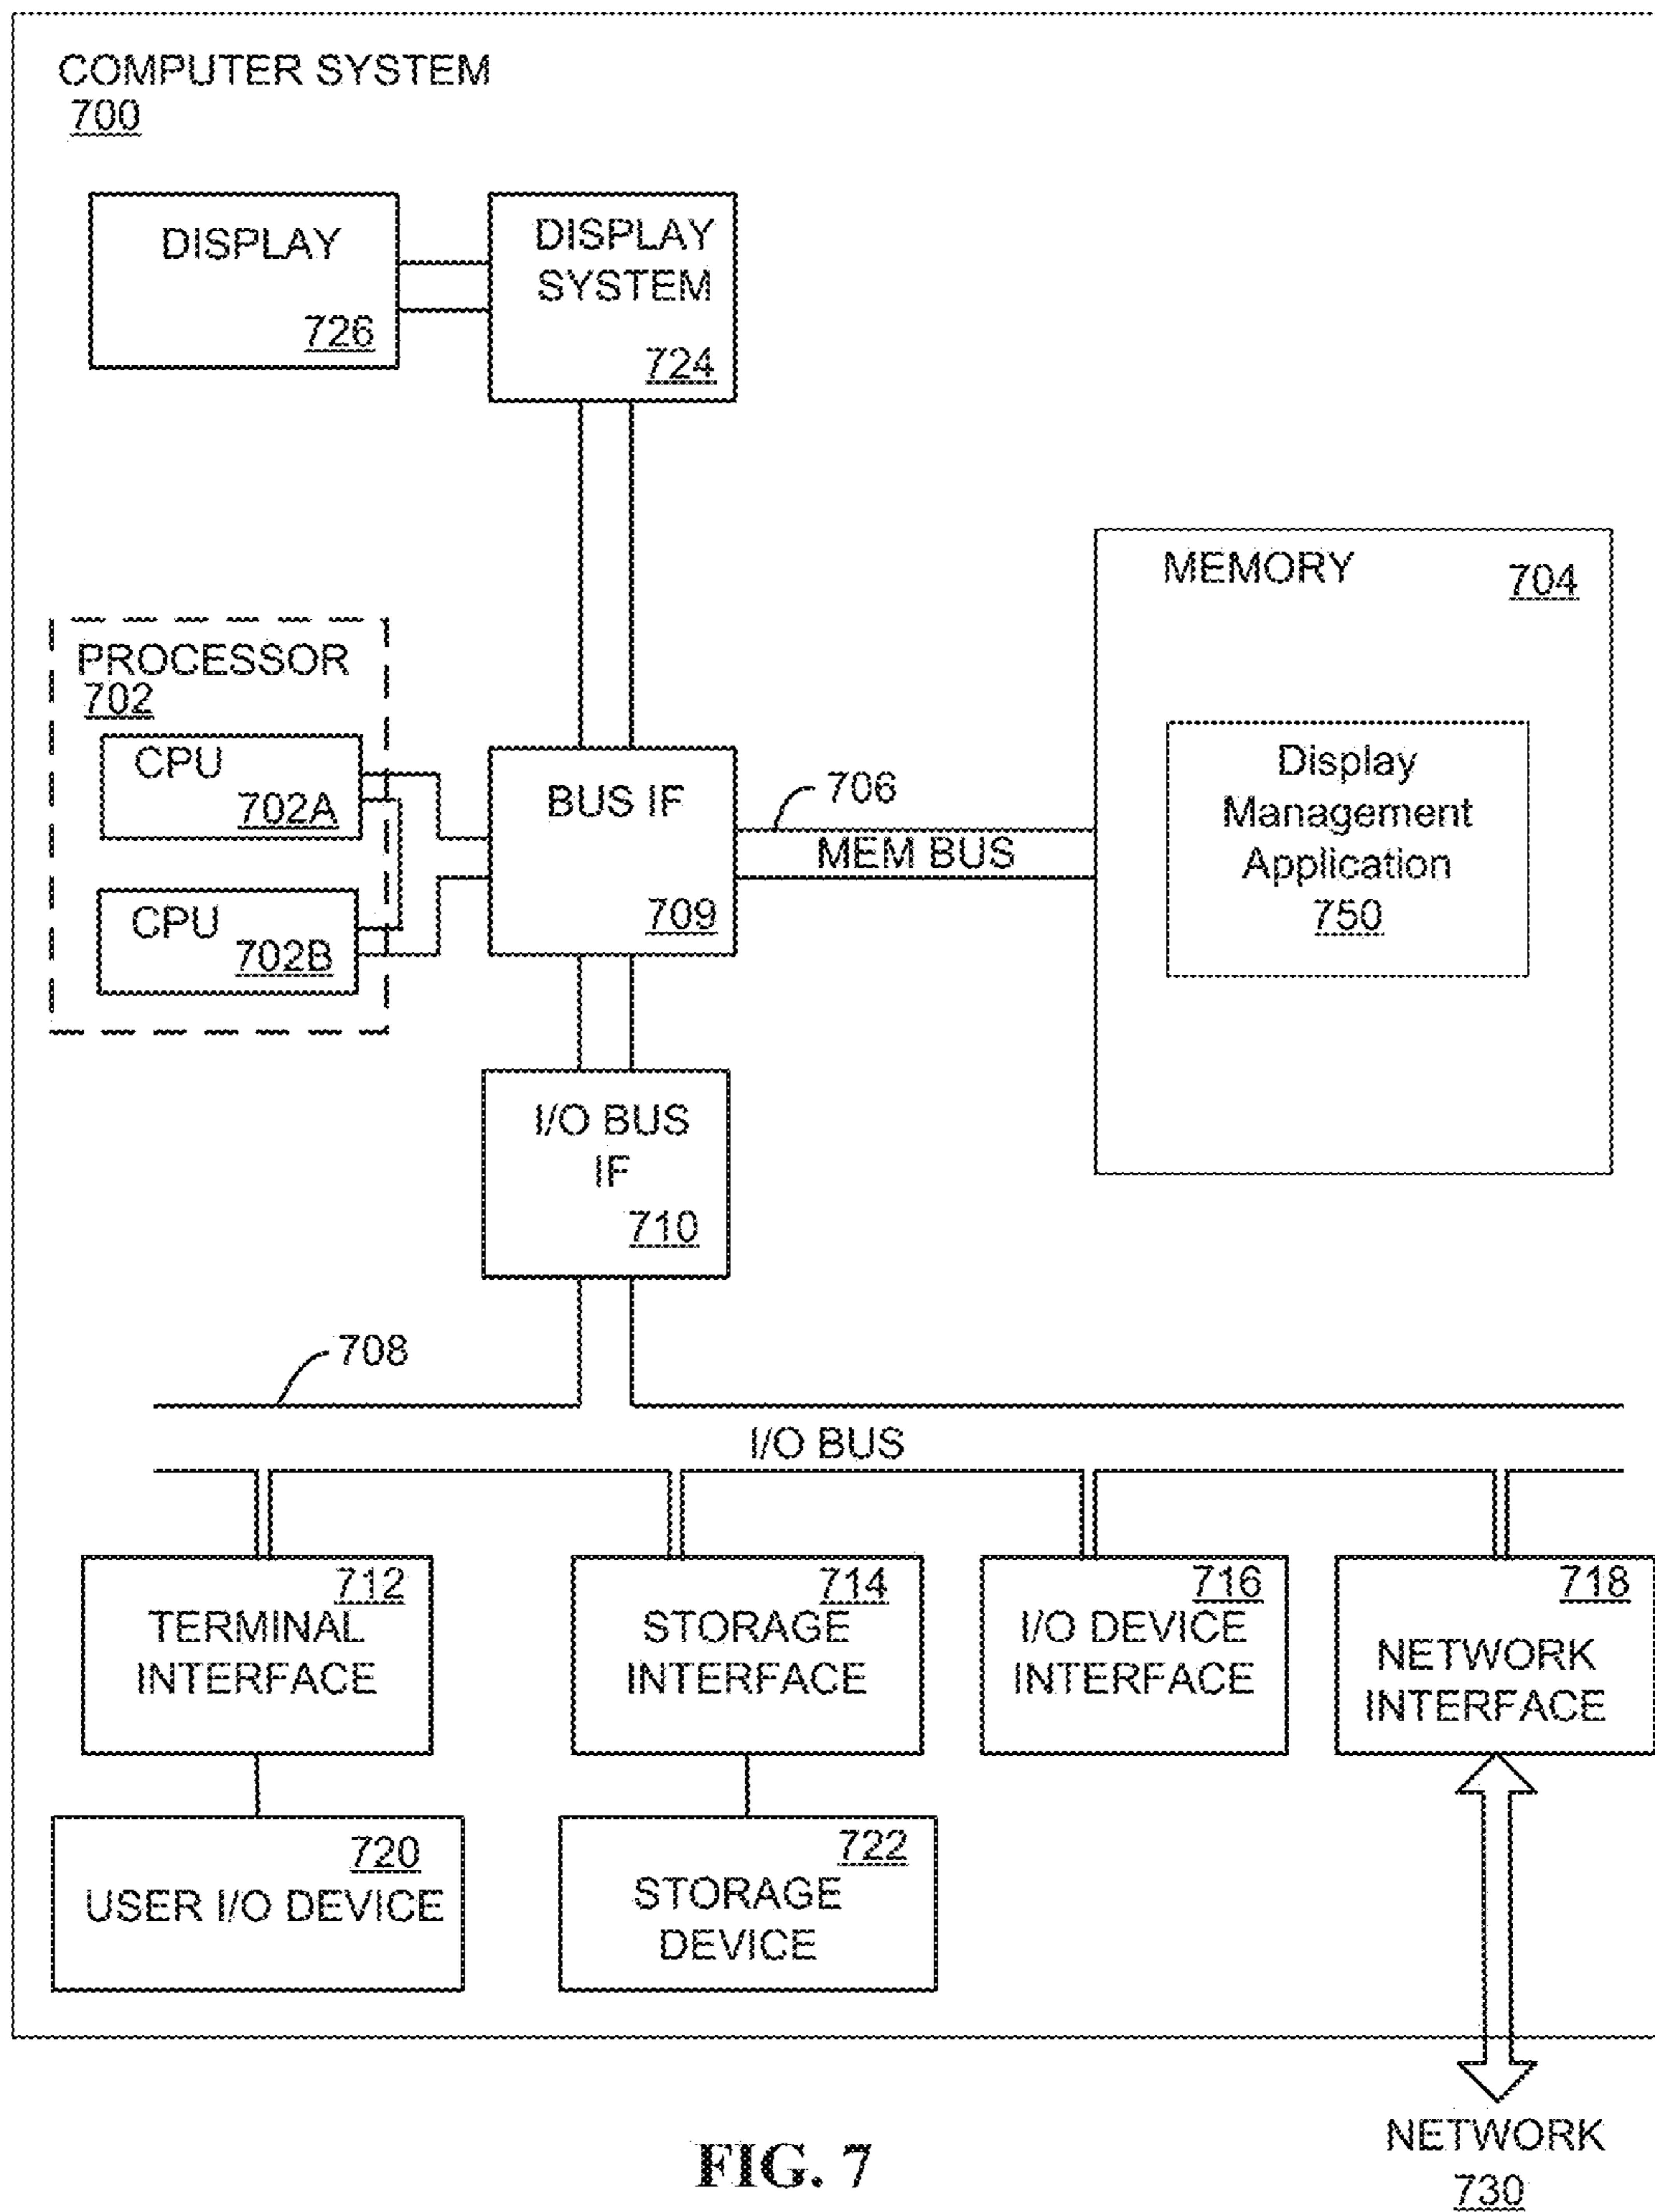 COMPUTER SYSTEM
700
DISPLAY
726
DISPLAY
SYSTEM
724
MEMORY
704
PROCESSOR
702
CPU
702A
CPU
702B
BUS IF
709
706
MEM BUS
Display
Management
Application
750
I/O BUS
IF
710
708
I/O BUS
712
TERMINAL
INTERFACE
714
STORAGE
INTERFACE
716
I/O DEVICE
INTERFACE
718
NETWORK
INTERFACE
720
USER I/O DEVICE
722
STORAGE
DEVICE
NETWORK
730
FIG. 7